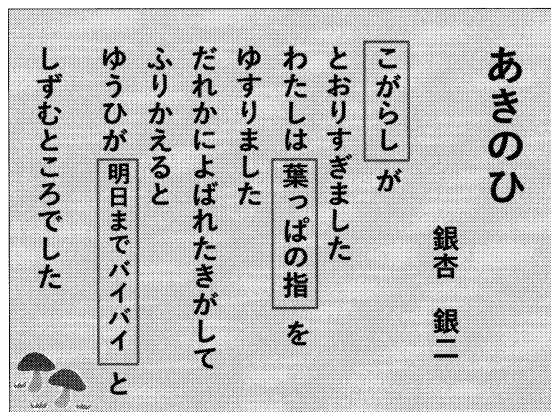 あきのひ
銀杏 銀二
こがらしが
とおりすぎました
わたしは葉っぱの指を
ゆすりました
だれかによばれたきがして
ふりかえると
ゆうひが明日までバイバイと
しずむところでした